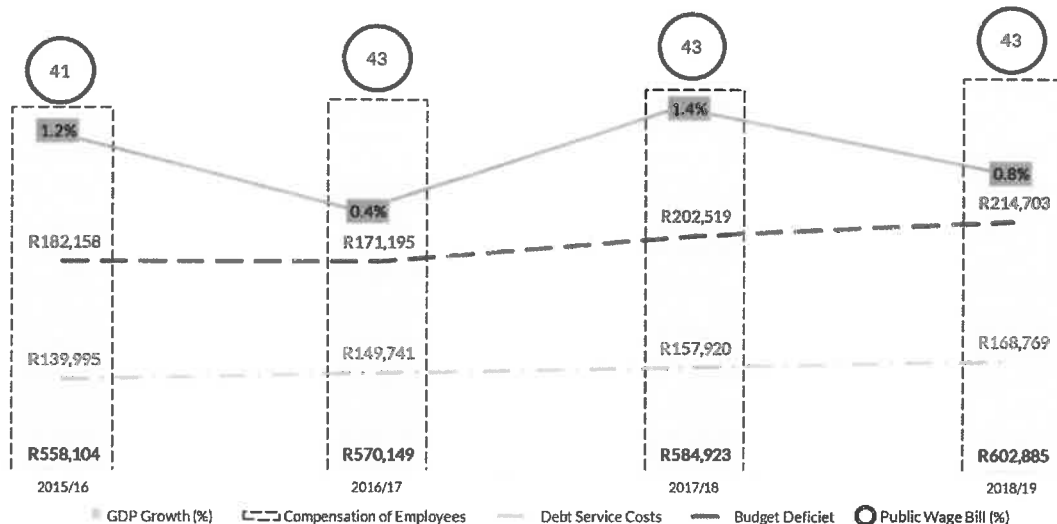 41 43 43 43
1.2% 0.4% 1.4% 0.8%
R182,158 R171,195 R202,519 R214,703
R139,995 R149,741 R157,920 R168,769
R558,104 R570,149 R584,923 R602,885
2015/16 2016/17 2017/18 2018/19
GDP Growth (%) Compensation of Employees Debt Service Costs Budget Deficiet Public Wage Bill (%)